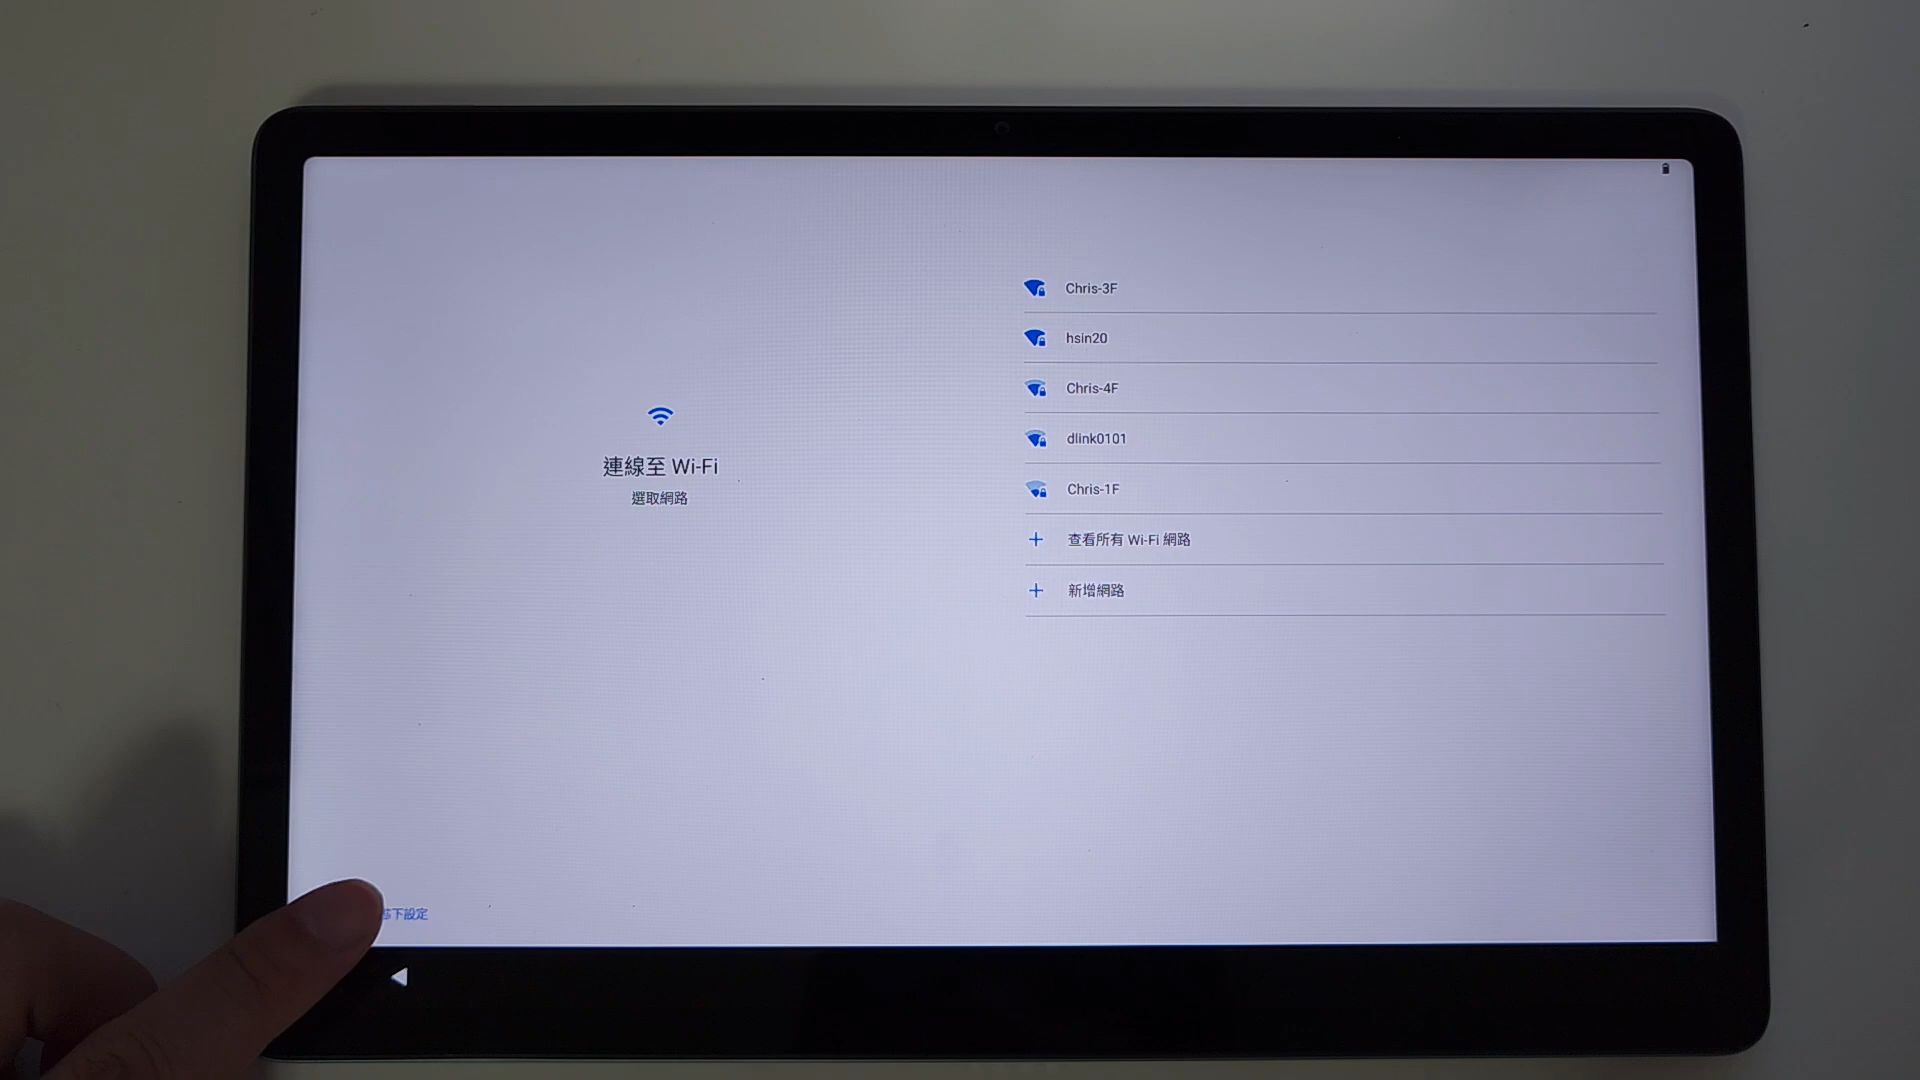 連線至 Wi-Fi
選取網路
Chris-3F
hsin20
Chris-4F
dlink0101
Chris-1F
查看所有 Wi-Fi 網路
新增網路
下設定